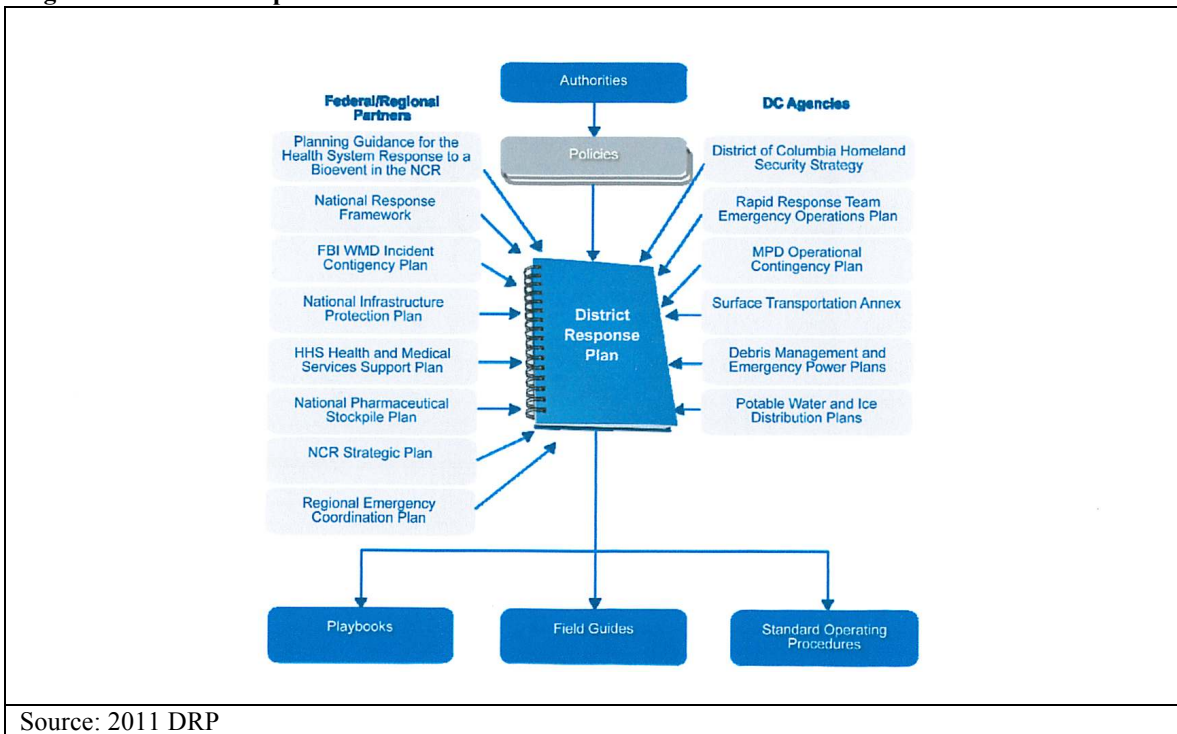 Authorities
Policies
Federal/Regional
Partners
Planning Guidance for the
Health System Response to a
Bioevent in the NCR
National Response
Framework
FBI WMD Incident
Contigency Plan
National Infrastructure
Protection Plan
HHS Health and Medical
Services Support Plan
National Pharmaceutical
Stockpile Plan
NCR Strategic Plan
Regional Emergency
Coordination Plan
District
Response
Plan
DC Agencies
District of Columbia Homeland
Security Strategy
Rapid Response Team
Emergency Operations Plan
MPD Operational
Contingency Plan
Surface Transportation Annex
Debris Management and
Emergency Power Plans
Potable Water and Ice
Distribution Plans
Playbooks
Field Guides
Standard Operating
Procedures
Source: 2011 DRP